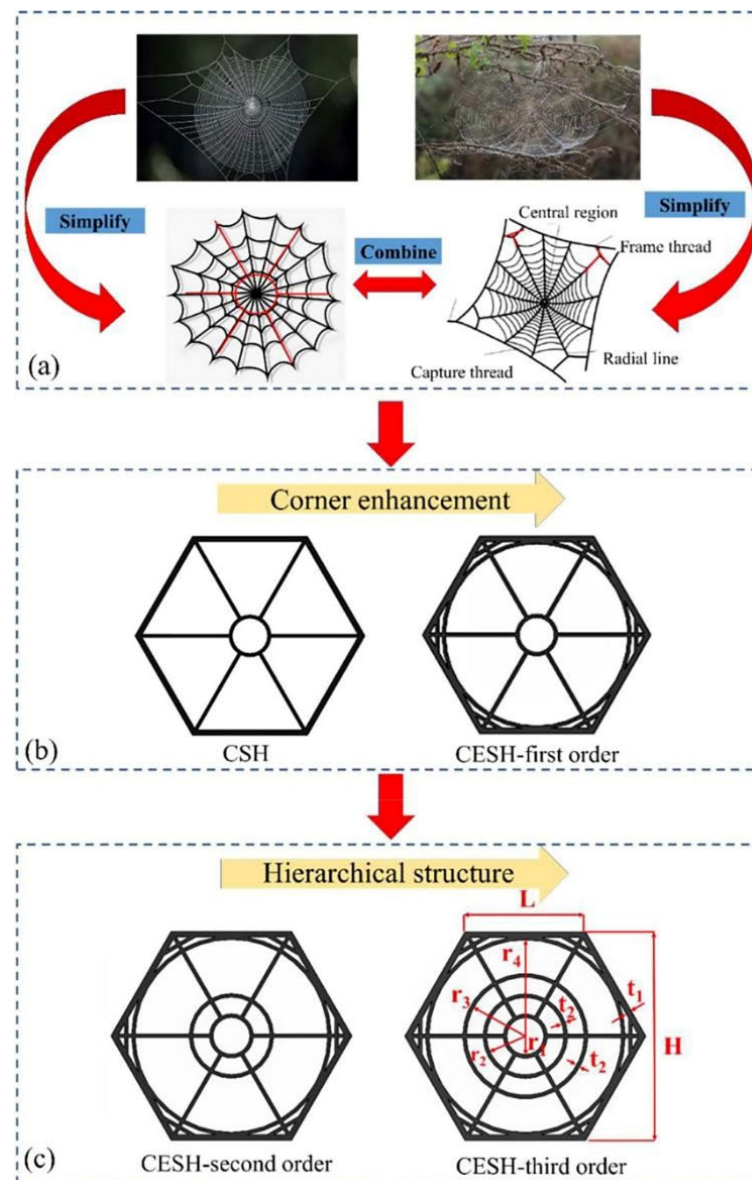 Simplify
Combine
Simplify
Central region
Frame thread
Radial line
Capture thread
(a)
Corner enhancement
CSH
CESH-first order
(b)
Hierarchical structure
L
r4
r3
t1
t2
r1
r2
t2
H
CESH-second order
CESH-third order
(c)